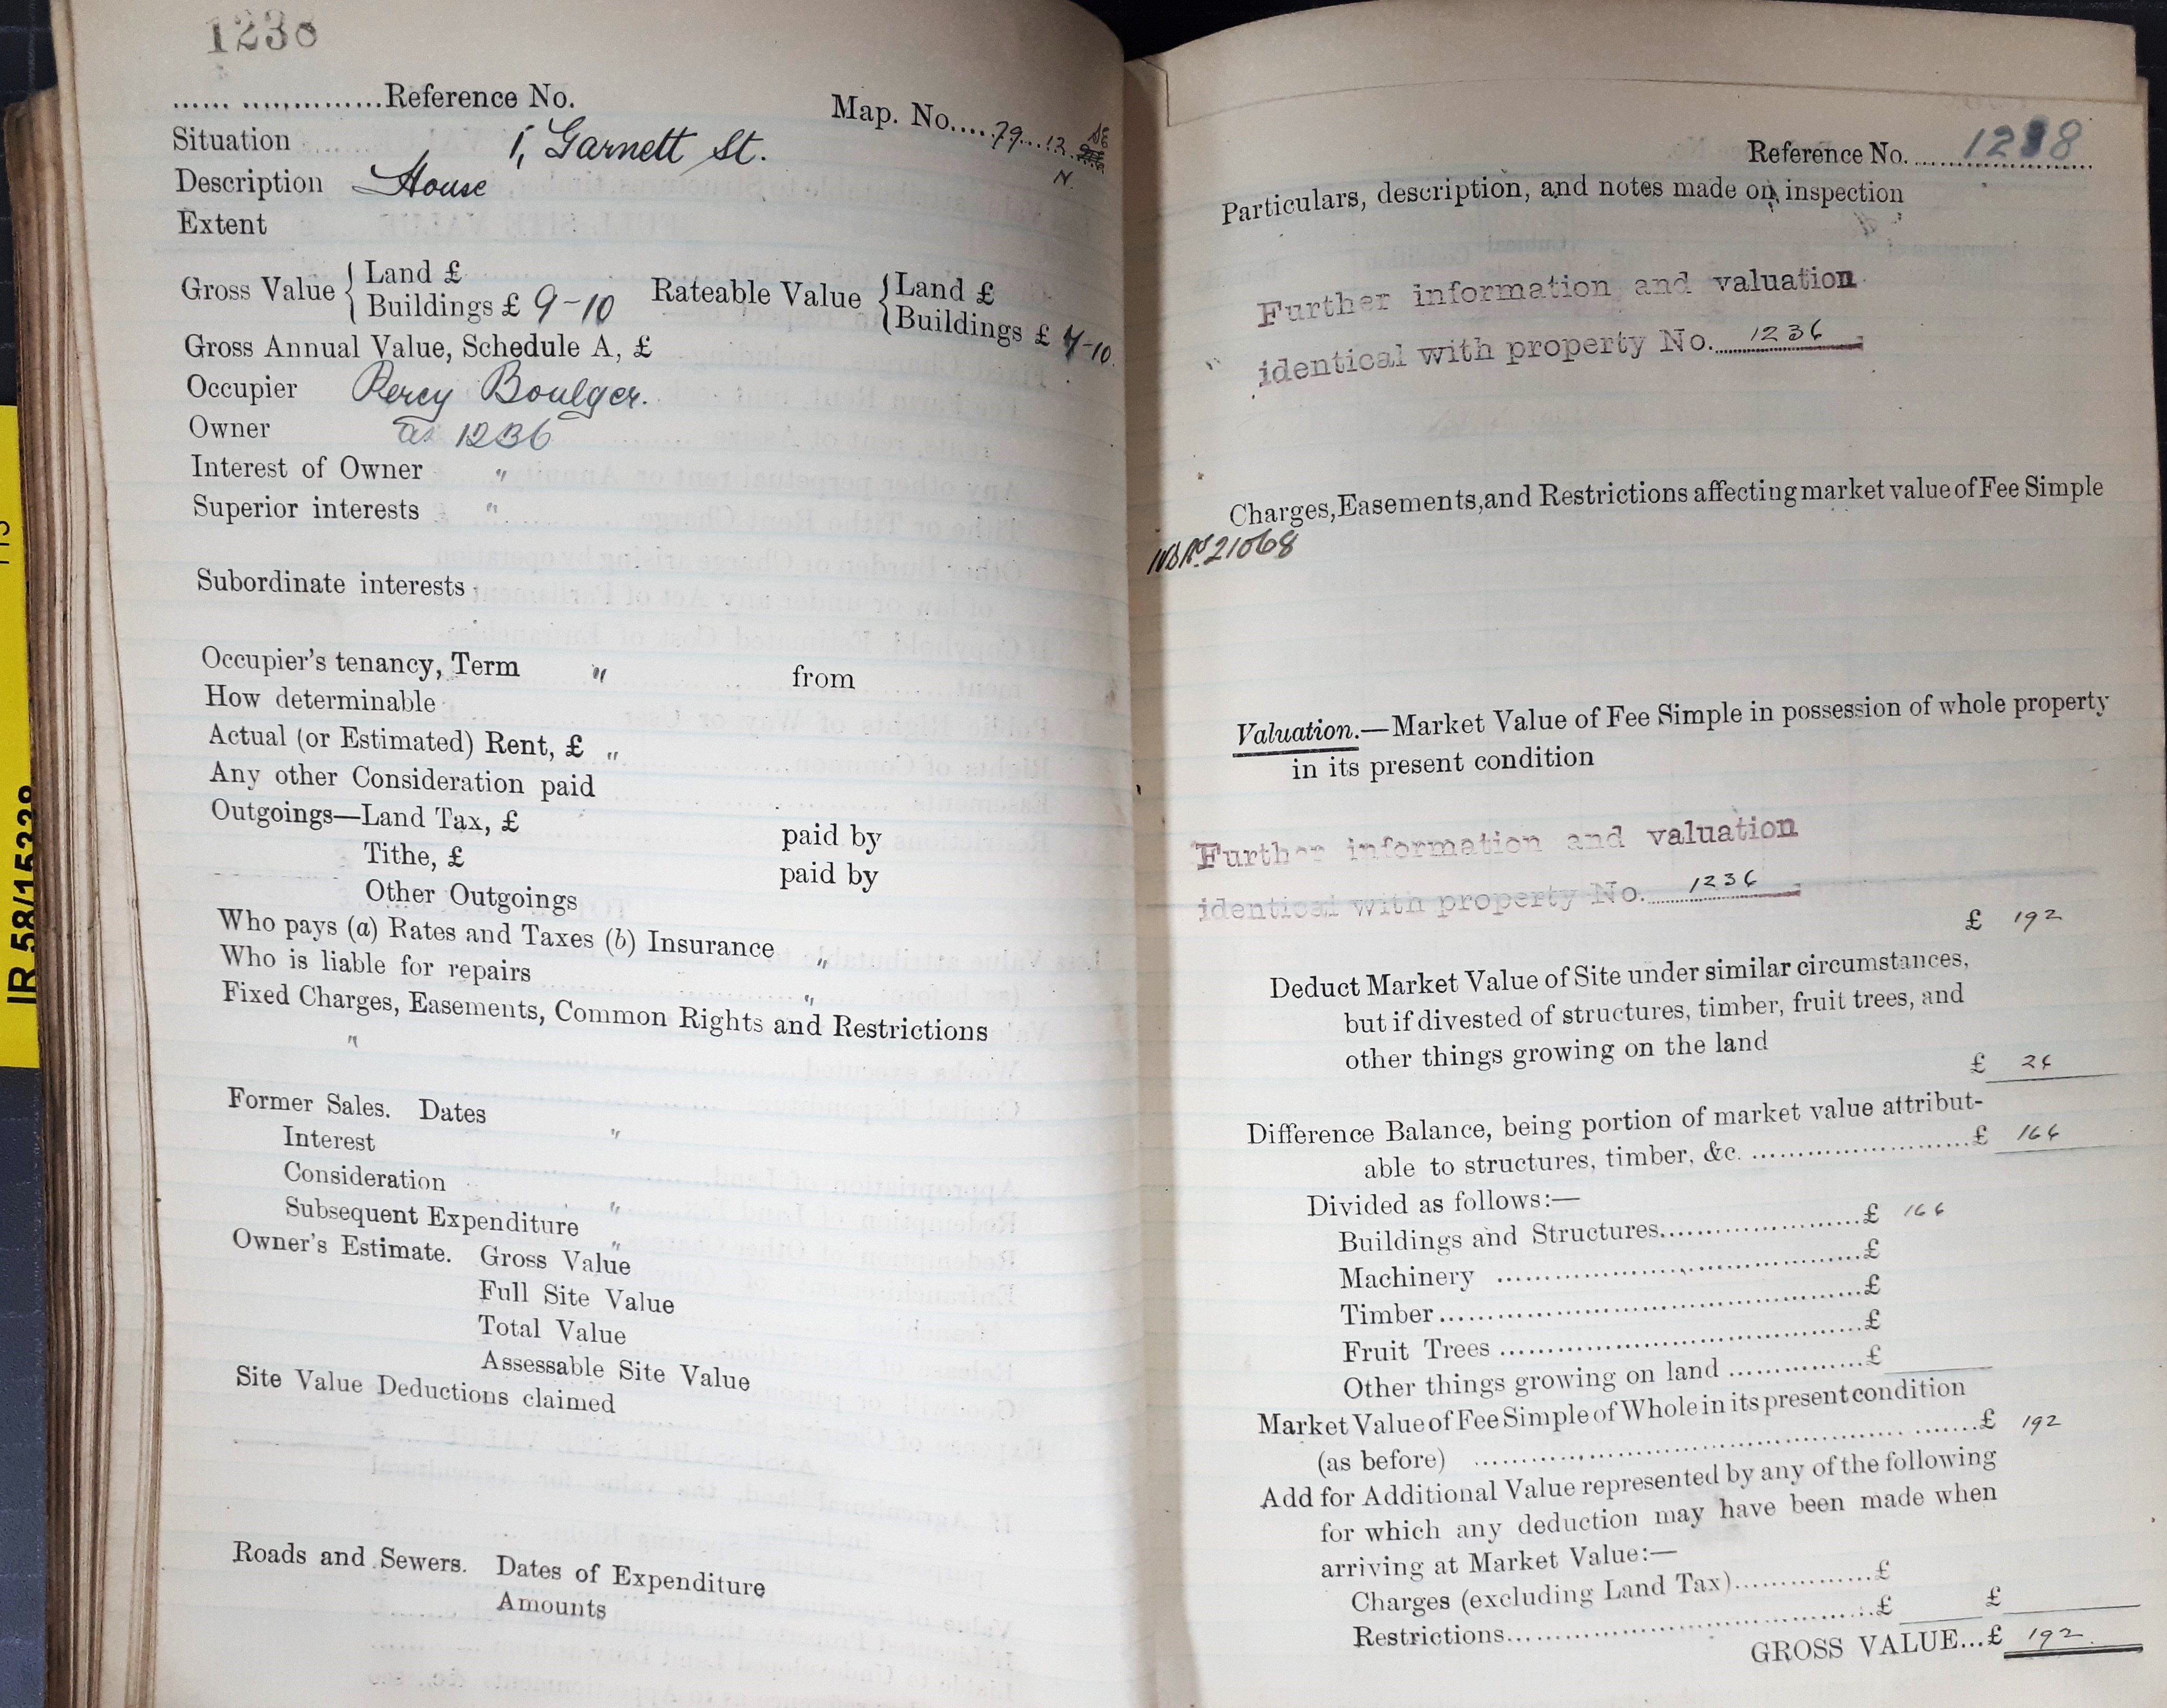 1238
...................Reference No.
Map. No.....79...12 SE
N.
Situation 1, Garnett St.
Description House
Extent
Gross Value { Land £
Buildings £ 9-10
Rateable Value { Land £
Buildings £ 7-10
Gross Annual Value, Schedule A, £
Occupier Percy Boulger.
Owner as 1236
Interest of Owner "
Superior interests "
Subordinate interests
Occupier's tenancy, Term " from
How determinable
Actual (or Estimated) Rent, £ "
Any other Consideration paid
Outgoings—Land Tax, £ paid by
Tithe, £ paid by
Other Outgoings
Who pays (a) Rates and Taxes (b) Insurance "
Who is liable for repairs "
Fixed Charges, Easements, Common Rights and Restrictions
"
Former Sales. Dates "
Interest
Consideration "
Subsequent Expenditure "
Owner's Estimate. Gross Value
Full Site Value
Total Value
Assessable Site Value
Site Value Deductions claimed
Roads and Sewers. Dates of Expenditure
Amounts
IR 58/15338
Reference No. 1238
Particulars, description, and notes made on inspection
Further information and valuation
identical with property No. 1236
Charges, Easements, and Restrictions affecting market value of Fee Simple
21068
Valuation.—Market Value of Fee Simple in possession of whole property
in its present condition
Further information and valuation
identical with property No. 1236
£ 192
Deduct Market Value of Site under similar circumstances,
but if divested of structures, timber, fruit trees, and
other things growing on the land
£ 26
Difference Balance, being portion of market value attribut-
able to structures, timber, &c. ........................£ 166
Divided as follows:—
Buildings and Structures.....................£ 166
Machinery .....................................£
Timber.............................................£
Fruit Trees .......................................£
Other things growing on land .............£
Market Value of Fee Simple of Whole in its present condition
(as before) ..................................................£ 192
Add for Additional Value represented by any of the following
for which any deduction may have been made when
arriving at Market Value:—
Charges (excluding Land Tax)................£
Restrictions.......................................£ £
GROSS VALUE...£ 192